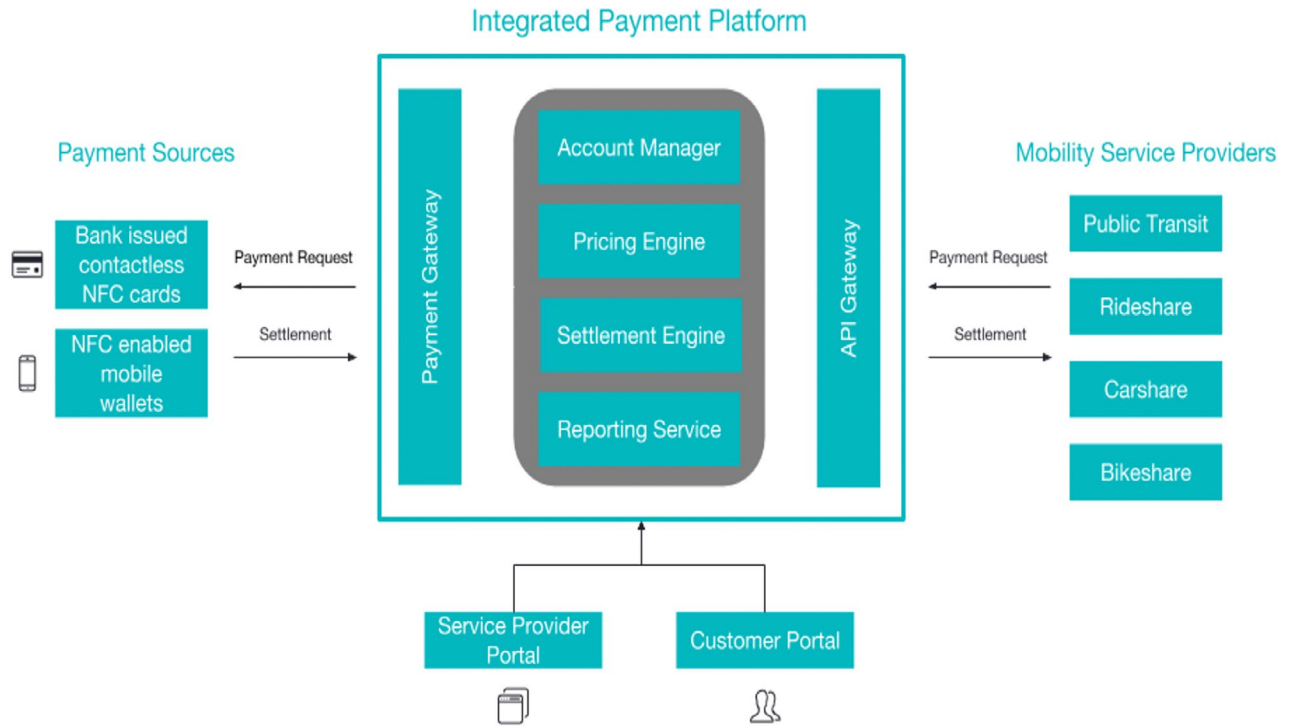 Integrated Payment Platform
Payment Sources
Bank issued
contactless
NFC cards
NFC enabled
mobile
wallets
Payment Request
Settlement
Payment Gateway
Account Manager
Pricing Engine
Settlement Engine
Reporting Service
API Gateway
Payment Request
Settlement
Mobility Service Providers
Public Transit
Rideshare
Carshare
Bikeshare
Service Provider
Portal
Customer Portal